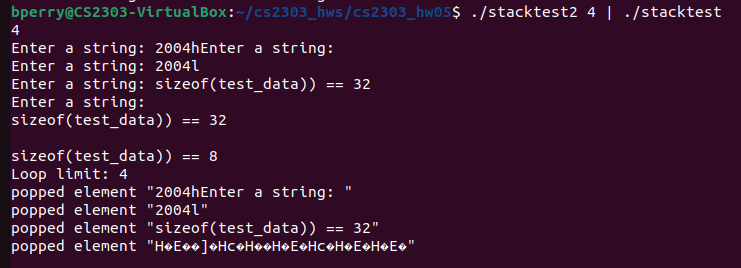 bperry@CS2303-VirtualBox:~/cs2303_hws/cs2303_hw05$ ./stacktest2 4 | ./stacktest
4
Enter a string: 2004hEnter a string:
2004l
Enter a string: sizeof(test_data)) == 32
Enter a string:
sizeof(test_data)) == 32
sizeof(test_data)) == 8
Loop limit: 4
popped element "2004hEnter a string: "
popped element "2004l"
popped element "sizeof(test_data)) == 32"
popped element "H�E��]�Hc�H��H�E�Hc�H�E�H�E�"